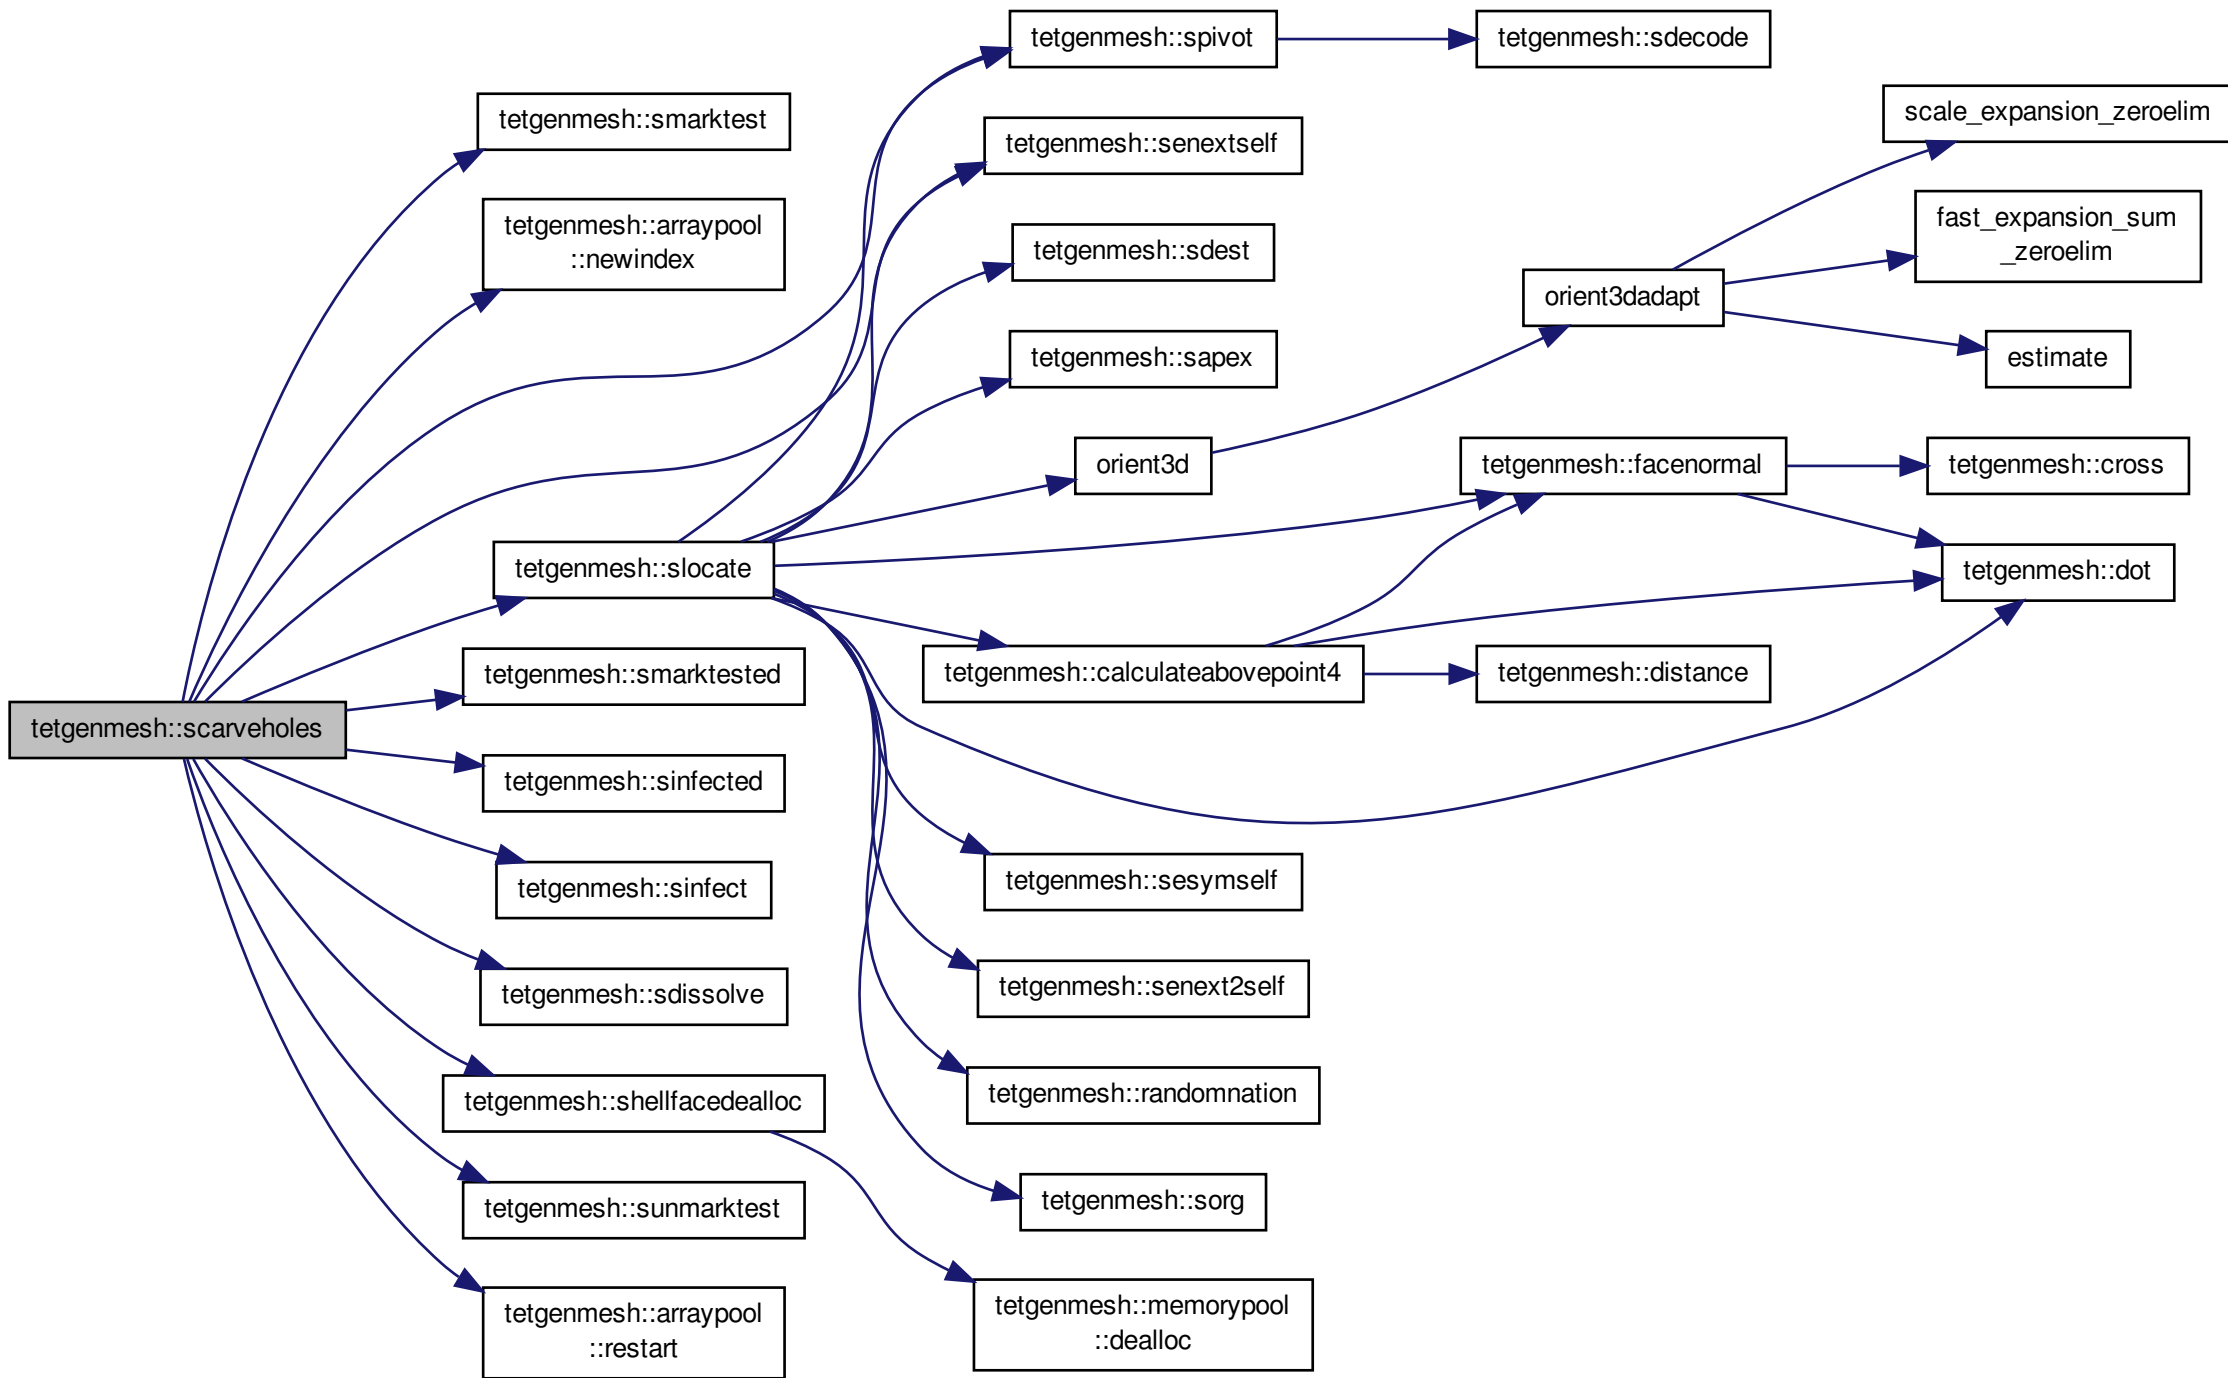 tetgenmesh::scarveholes
tetgenmesh::smarktest
tetgenmesh::arraypool
::newindex
tetgenmesh::slocate
tetgenmesh::smarktested
tetgenmesh::sinfected
tetgenmesh::sinfect
tetgenmesh::sdissolve
tetgenmesh::shellfacedealloc
tetgenmesh::sunmarktest
tetgenmesh::arraypool
::restart
tetgenmesh::spivot
tetgenmesh::senextself
tetgenmesh::sdest
tetgenmesh::sapex
orient3d
tetgenmesh::calculateabovepoint4
tetgenmesh::sesymself
tetgenmesh::senext2self
tetgenmesh::randomnation
tetgenmesh::sorg
tetgenmesh::memorypool
::dealloc
tetgenmesh::sdecode
orient3dadapt
tetgenmesh::facenormal
tetgenmesh::distance
scale_expansion_zeroelim
fast_expansion_sum
_zeroelim
estimate
tetgenmesh::cross
tetgenmesh::dot